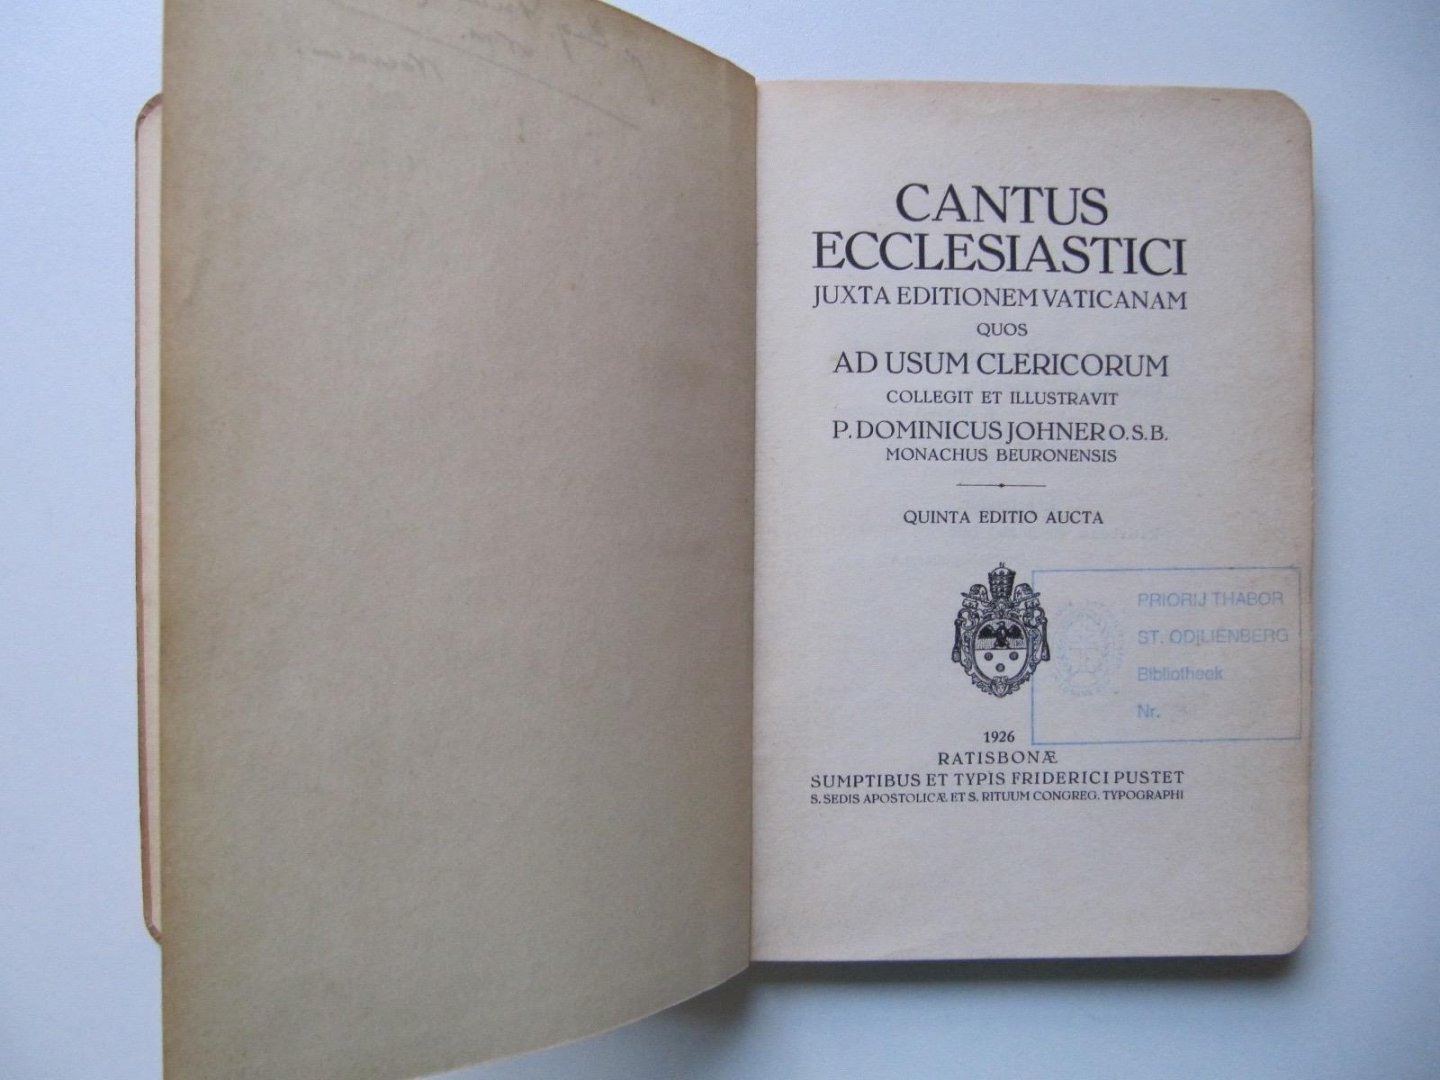 CANTUS
ECCLESIASTICI
JUXTA EDITIONEM VATICANAM
QUOS
AD USUM CLERICORUM
COLLEGIT ET ILLUSTRAVIT
P. DOMINICUS JOHNER O.S.B.
MONACHUS BEURONENSIS
QUINTA EDITIO AUCTA
PRIORIJ THABOR
ST. ODjLIENBERG
Bibliotheek
Nr.
1926
RATISBONÆ
SUMPTIBUS ET TYPIS FRIDERICI PUSTET
S. SEDIS APOSTOLICÆ ET S. RITUUM CONGREG. TYPOGRAPHI